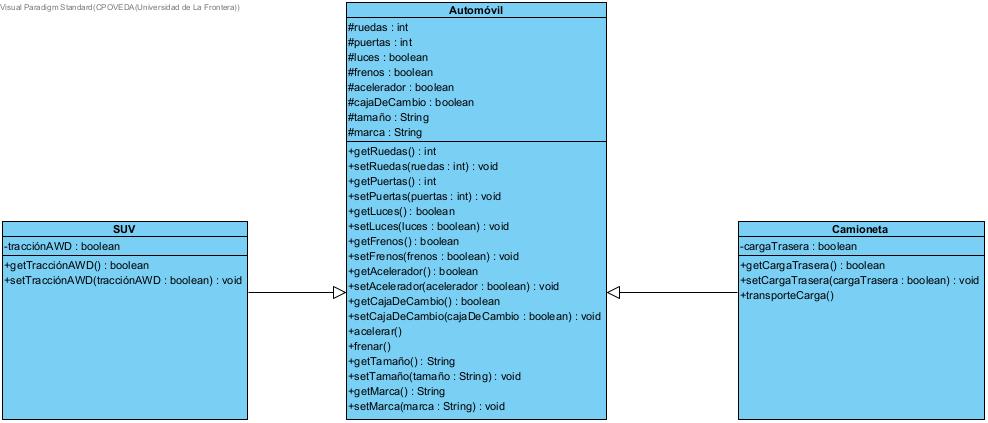 Visual Paradigm Standard(CPOVEDA(Universidad de La Frontera))
Automóvil
#ruedas : int
#puertas : int
#luces : boolean
#frenos : boolean
#acelerador : boolean
#cajaDeCambio : boolean
#tamaño : String
#marca : String
+getRuedas() : int
+setRuedas(ruedas : int) : void
+getPuertas() : int
+setPuertas(puertas : int) : void
+getLuces() : boolean
+setLuces(luces : boolean) : void
+getFrenos() : boolean
+setFrenos(frenos : boolean) : void
+getAcelerador() : boolean
+setAcelerador(acelerador : boolean) : void
+getCajaDeCambio() : boolean
+setCajaDeCambio(cajaDeCambio : boolean) : void
+acelerar()
+frenar()
+getTamaño() : String
+setTamaño(tamaño : String) : void
+getMarca() : String
+setMarca(marca : String) : void
SUV
-tracciónAWD : boolean
+getTracciónAWD() : boolean
+setTracciónAWD(tracciónAWD : boolean) : void
Camioneta
-cargaTrasera : boolean
+getCargaTrasera() : boolean
+setCargaTrasera(cargaTrasera : boolean) : void
+transporteCarga()